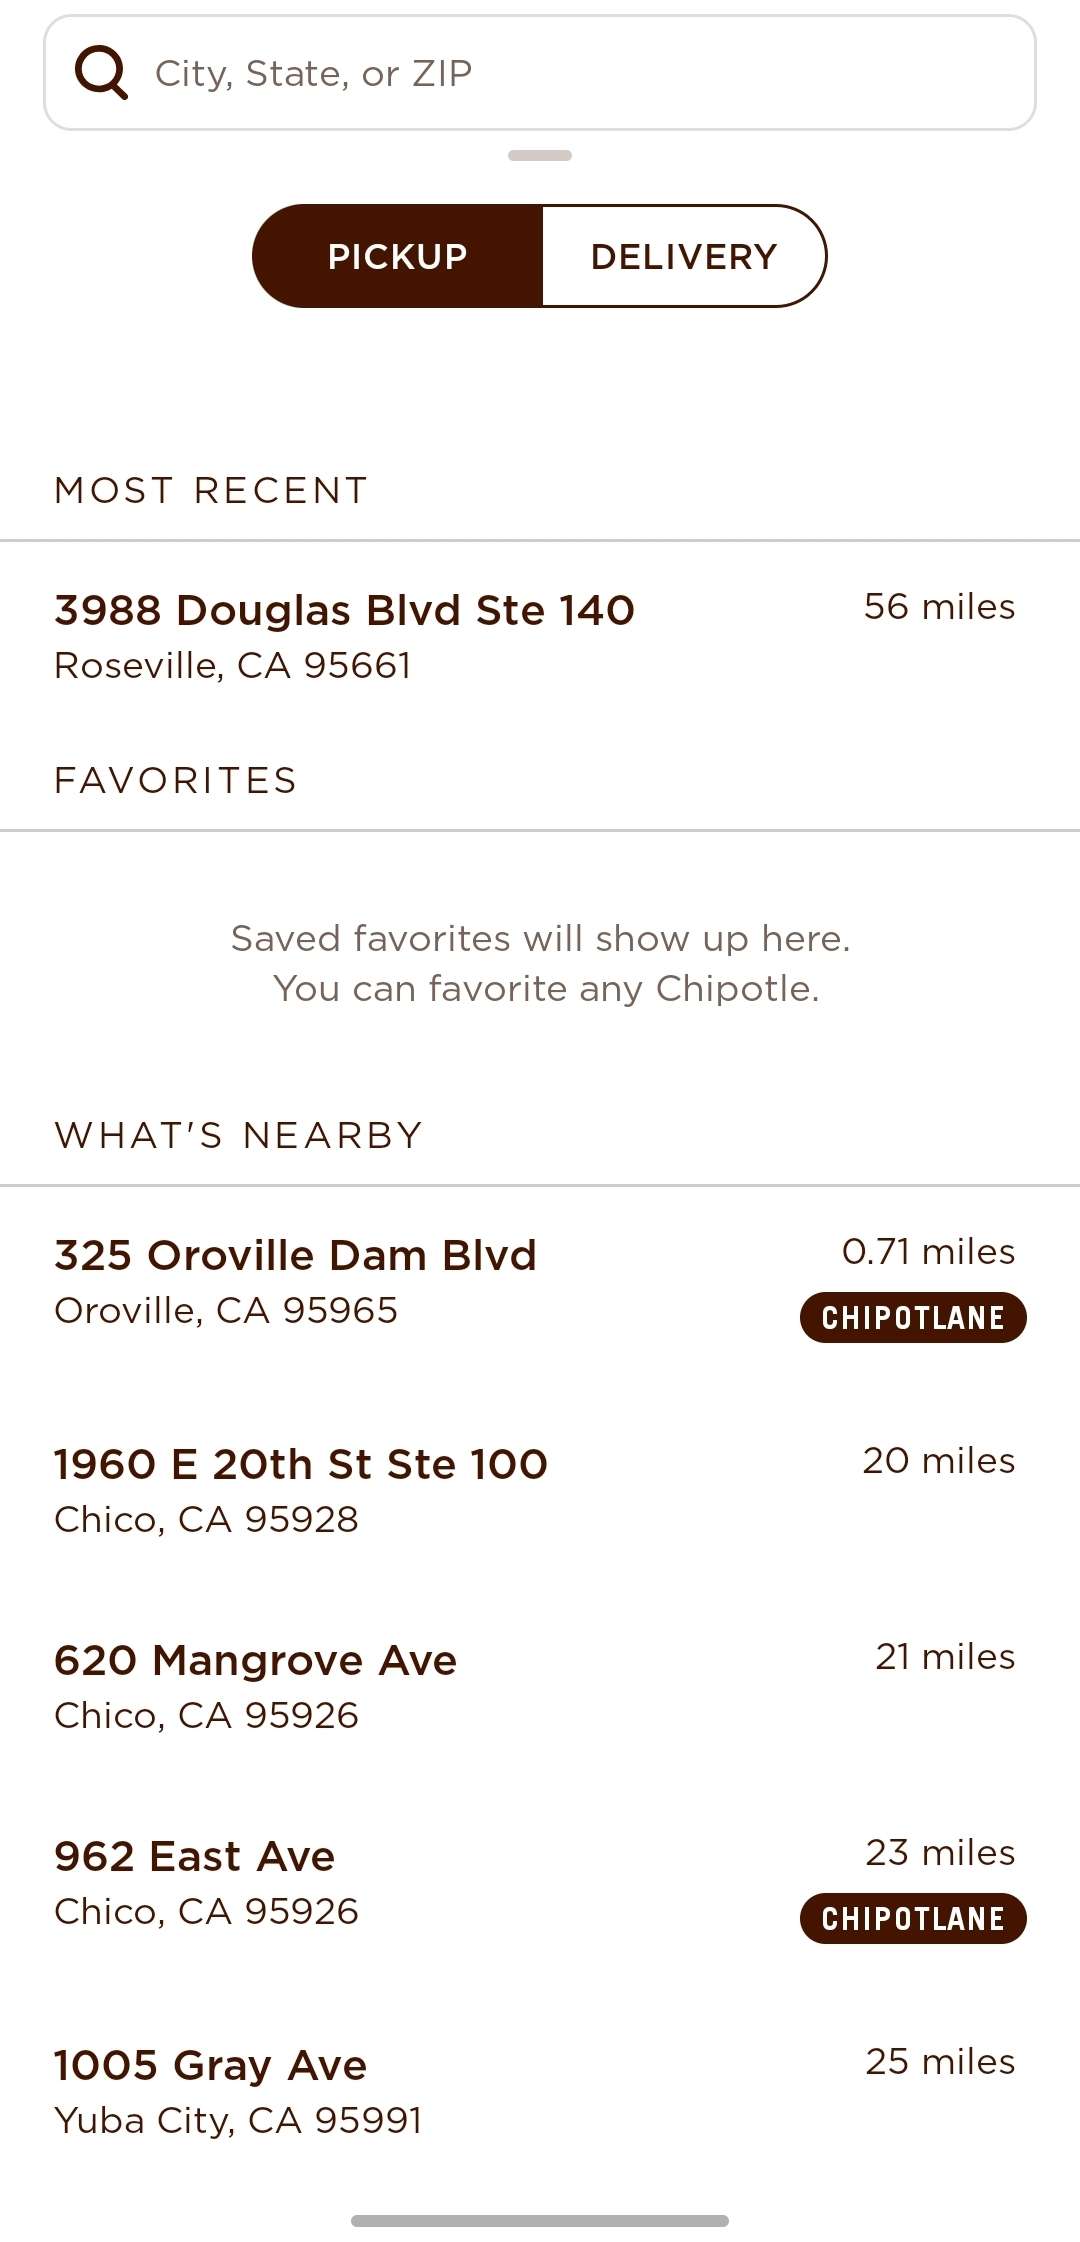 City, State, or ZIP
PICKUP
DELIVERY
MOST RECENT
3988 Douglas Blvd Ste 140
56 miles
Roseville, CA 95661
FAVORITES
Saved favorites will show up here.
You can favorite any Chipotle.
WHAT'S NEARBY
325 Oroville Dam Blvd
0.71 miles
Oroville, CA 95965
CHIPOTLANE
1960 E 20th St Ste 100
20 miles
Chico, CA 95928
620 Mangrove Ave
21 miles
Chico, CA 95926
962 East Ave
23 miles
Chico, CA 95926
CHIPOTLANE
1005 Gray Ave
25 miles
Yuba City, CA 95991